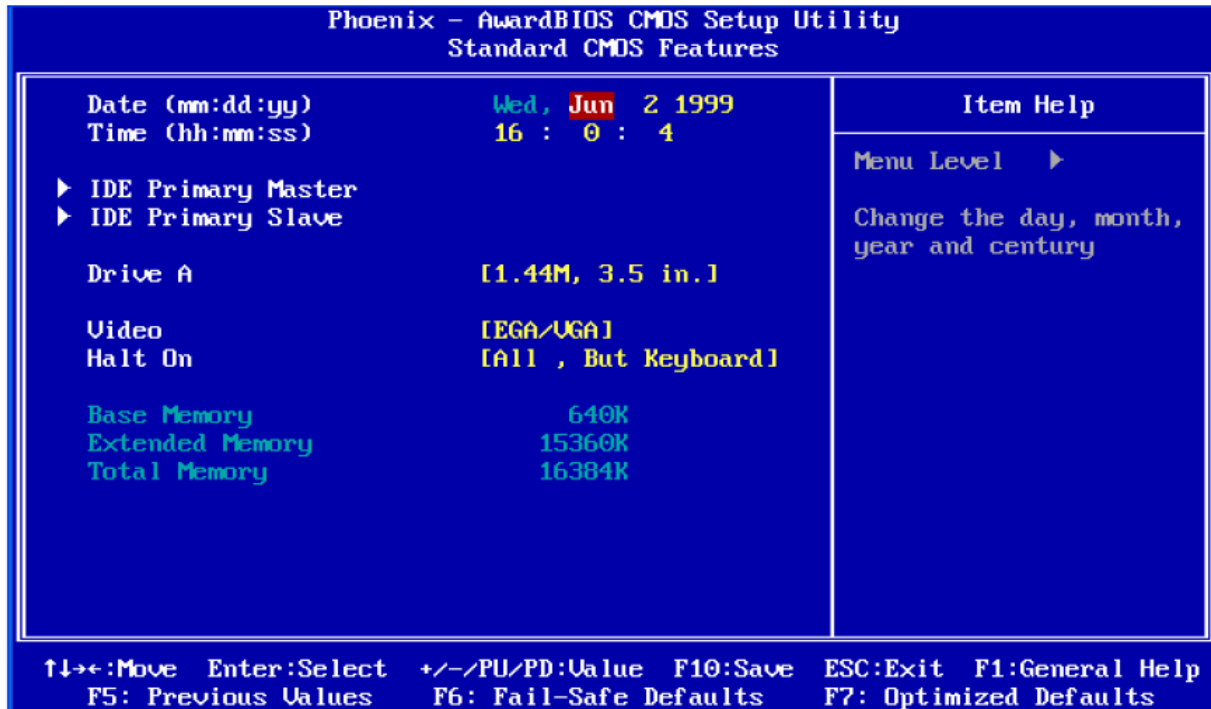 Phoenix - AwardBIOS CMOS Setup Utility
Standard CMOS Features
Date (mm:dd:yy) Wed, Jun 2 1999
Time (hh:mm:ss) 16 : 0 : 4
IDE Primary Master
IDE Primary Slave
Drive A [1.44M, 3.5 in.]
Video [EGA/VGA]
Halt On [All , But Keyboard]
Base Memory 640K
Extended Memory 15360K
Total Memory 16384K
Item Help
Menu Level ▶
Change the day, month,
year and century
↑↓→←:Move Enter:Select +/-/PU/PD:Value F10:Save ESC:Exit F1:General Help
F5: Previous Values F6: Fail-Safe Defaults F7: Optimized Defaults